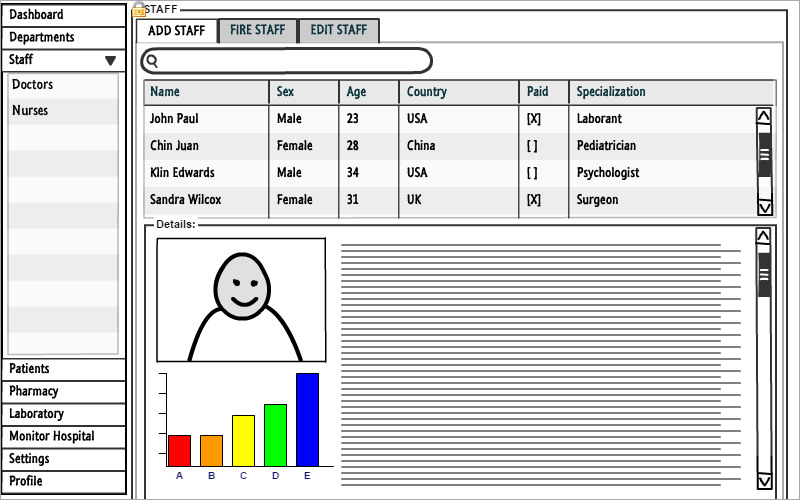 Dashboard
Departments
Staff
Doctors
Nurses
Patients
Pharmacy
Laboratory
Monitor Hospital
Settings
Profile
STAFF
ADD STAFF FIRE STAFF EDIT STAFF
Name Sex Age Country Paid Specialization
John Paul Male 23 USA [X] Laborant
Chin Juan Female 28 China [ ] Pediatrician
Klin Edwards Male 34 USA [ ] Psychologist
Sandra Wilcox Female 31 UK [X] Surgeon
Details:
A B C D E